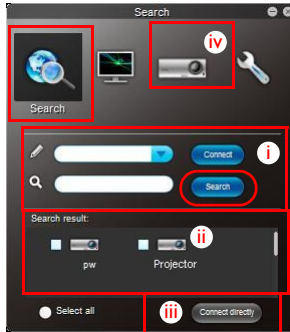 Search
iv
Search
Connect
i
Search
Search result:
ii
pw
Projector
Select all
iii
Connect directly